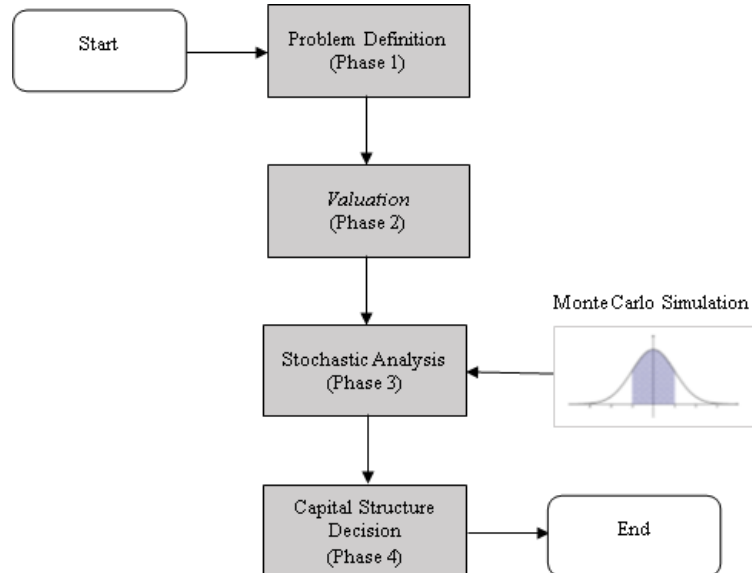 Start
Problem Definition
(Phase 1)
Valuation
(Phase 2)
Monte Carlo Simulation
Stochastic Analysis
(Phase 3)
Capital Structure
Decision
(Phase 4)
End